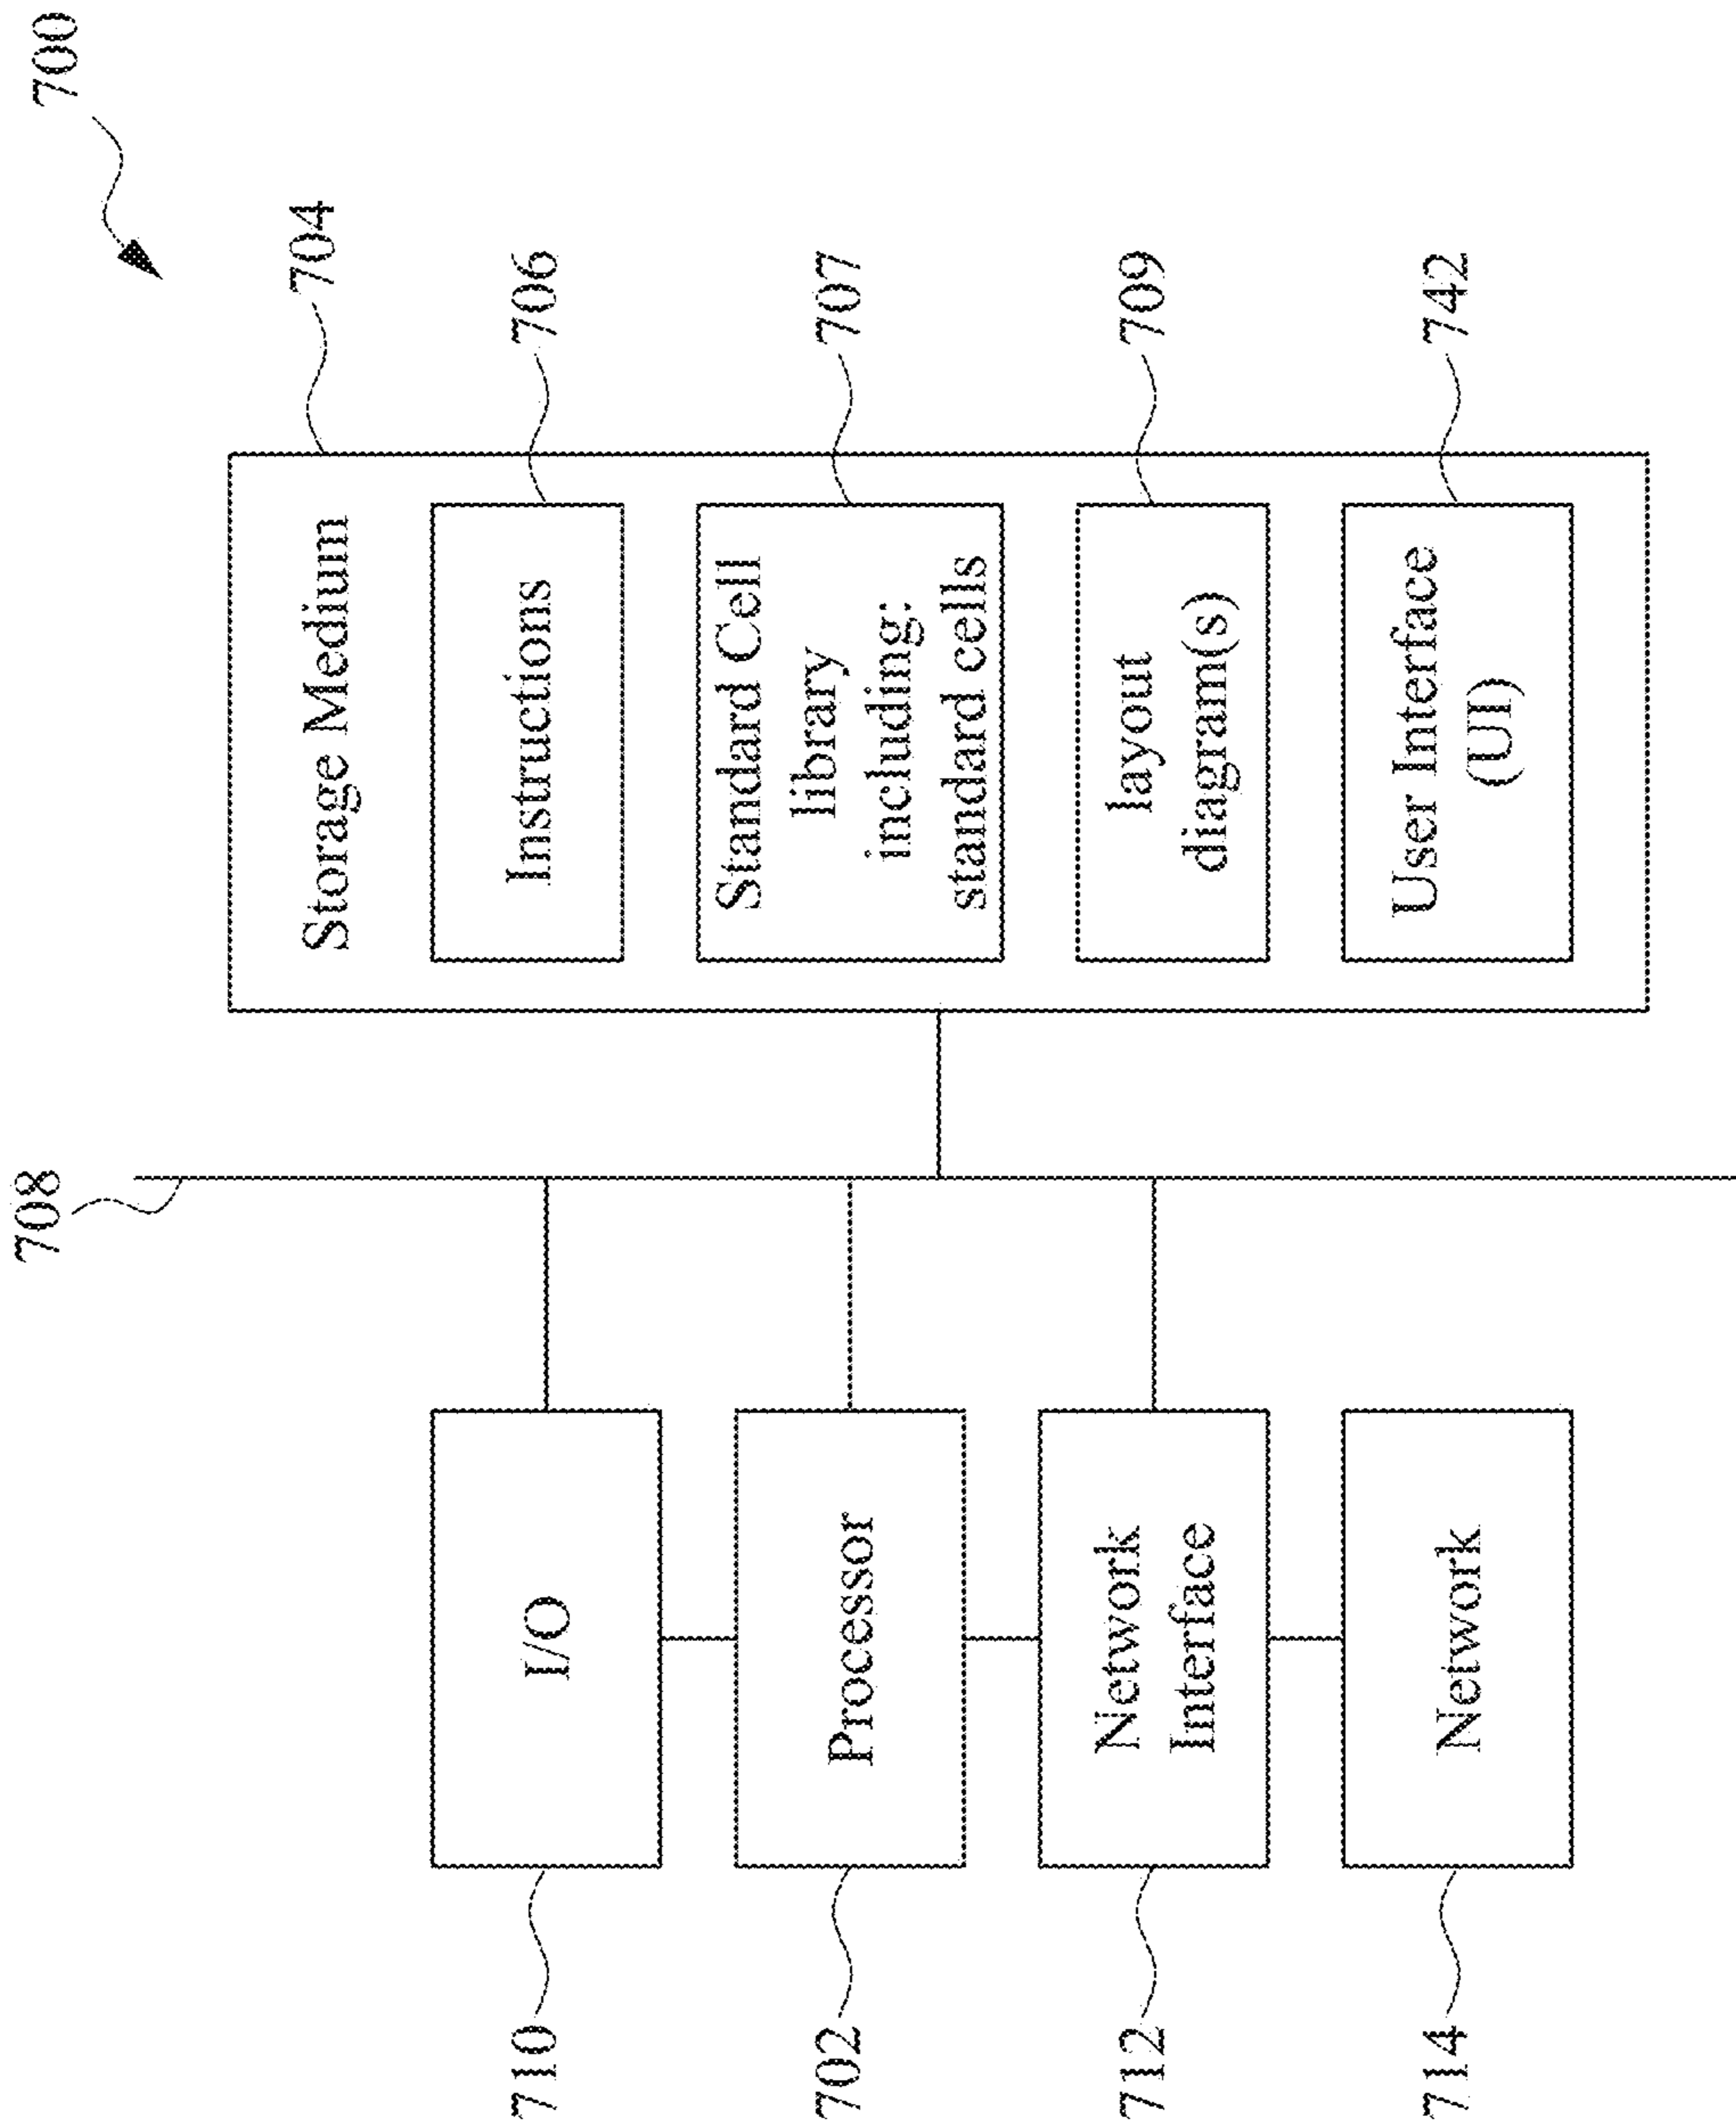 700
708
704
Storage Medium
710
I/O
Instructions
706
702
Processor
Standard Cell
library
including:
standard cells
707
712
Network
Interface
layout
diagram(s)
709
714
Network
User Interface
(UI)
742